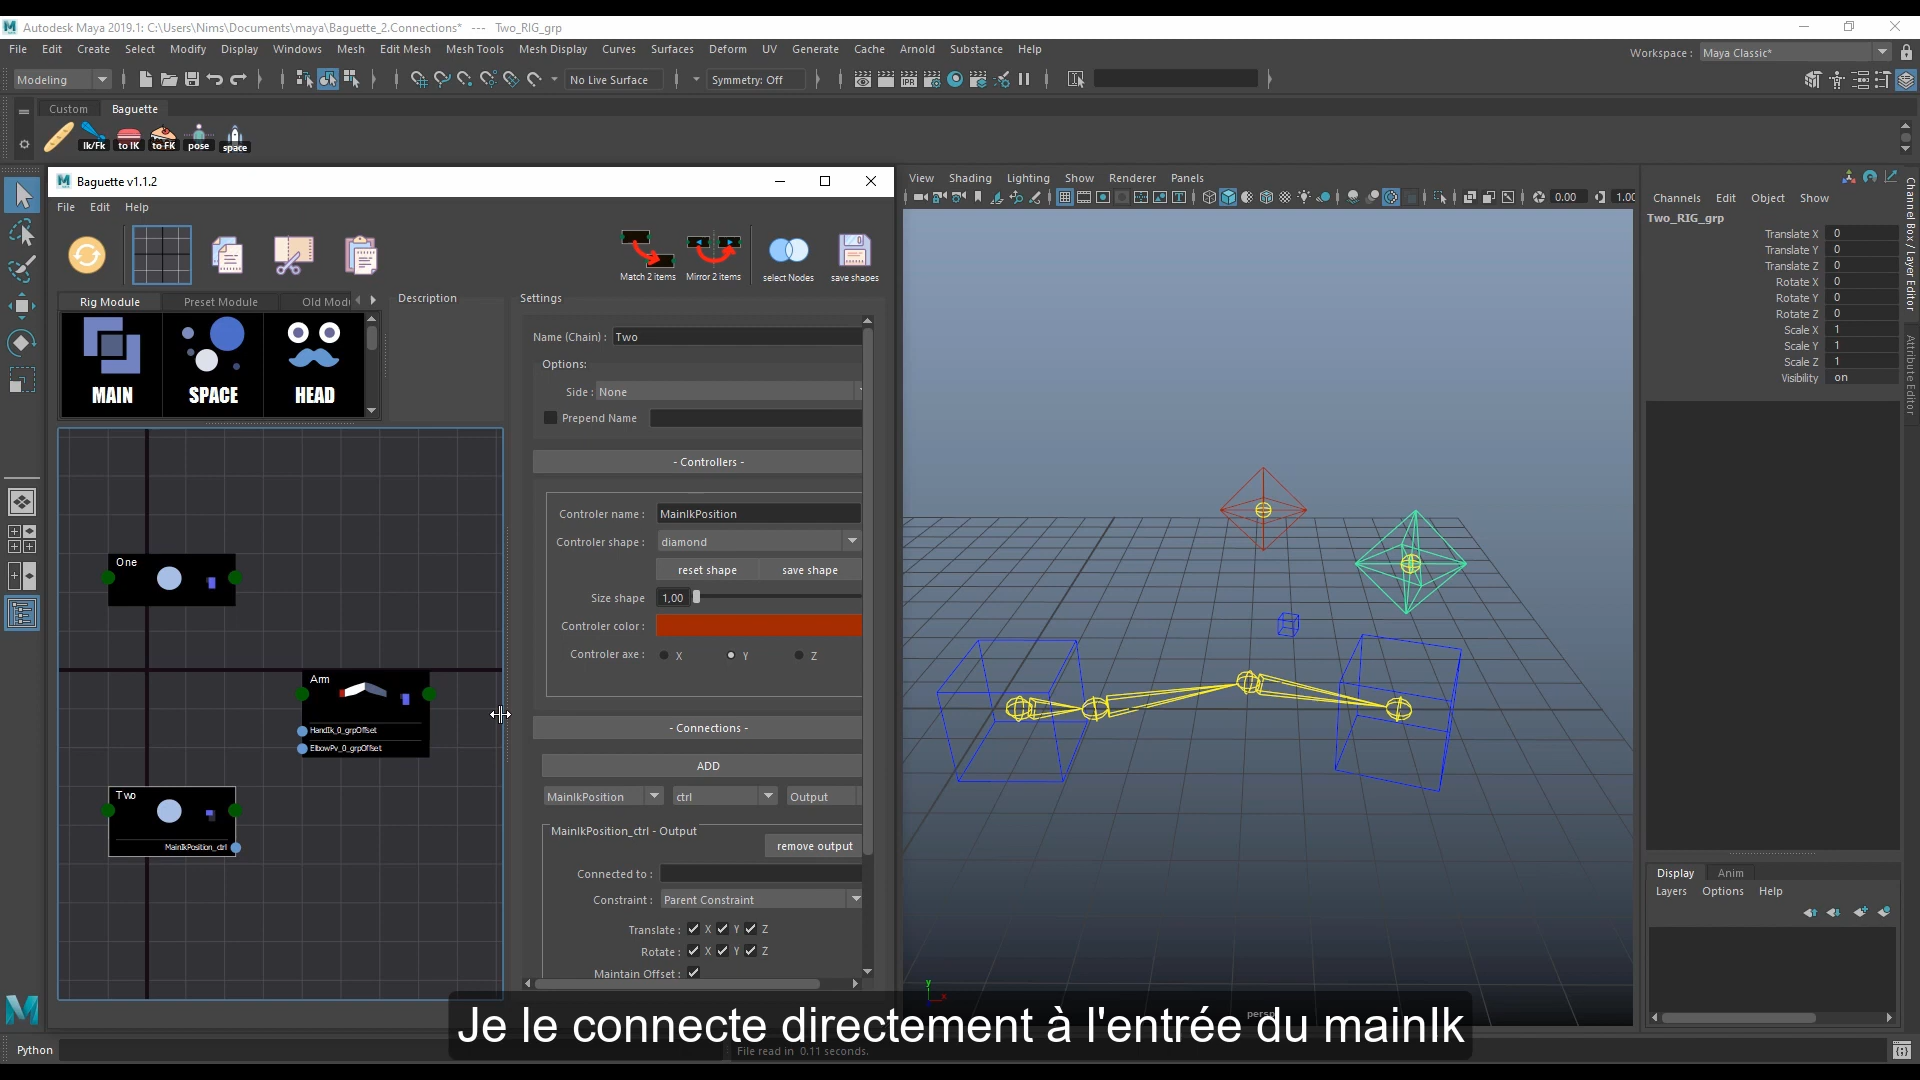 Autodesk Maya 2019.1: C:\Users\Nims\Documents\maya\Baguette_2.Connections* --- Two_RIG_grp
File Edit Create Select Modify Display Windows Mesh Edit Mesh Mesh Tools Mesh Display Curves Surfaces Deform UV Generate Cache Arnold Substance Help
Workspace : Maya Classic*
Modeling No Live Surface Symmetry: Off
IPR
Custom Baguette
Ik/Fk to IK to FK pose space
Baguette v1.1.2
File Edit Help
Match 2 items Mirror 2 items select Nodes save shapes
Rig Module Preset Module Old Modu
Description
Settings
MAIN SPACE HEAD
Name (Chain) : Two
Options:
Side : None
Prepend Name
- Controllers -
Controler name : MainIkPosition
Controler shape : diamond
reset shape save shape
Size shape 1,00
Controler color :
Controler axe : X Y Z
- Connections -
ADD
MainIkPosition ctrl Output
MainIkPosition_ctrl - Output
remove output
Connected to :
Constraint : Parent Constraint
Translate : X Y Z
Rotate : X Y Z
Maintain Offset :
One
Arm
HandIk_0_grpOffset
ElbowPv_0_grpOffset
Two
MainIkPosition_ctrl
View Shading Lighting Show Renderer Panels
0.00 1.00
y
x
persp
Channels Edit Object Show
Two_RIG_grp
Translate X 0
Translate Y 0
Translate Z 0
Rotate X 0
Rotate Y 0
Rotate Z 0
Scale X 1
Scale Y 1
Scale Z 1
Visibility on
Channel Box / Layer Editor
Attribute Editor
Display Anim
Layers Options Help
Je le connecte directement à l'entrée du mainIk
Python
File read in 0.11 seconds.